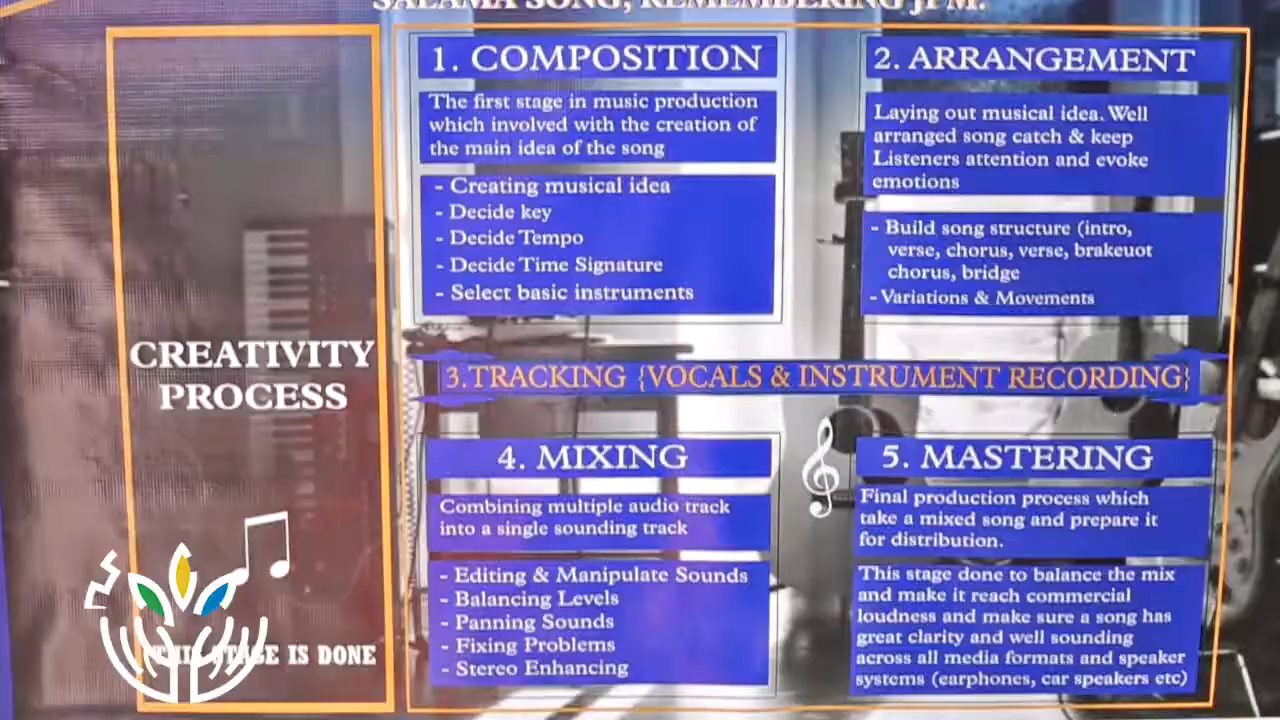 SALAMA SONG, REMEMBERING JPM.
CREATIVITY
PROCESS
THIS STAGE IS DONE
1. COMPOSITION
The first stage in music production
which involved with the creation of
the main idea of the song
- Creating musical idea
- Decide key
- Decide Tempo
- Decide Time Signature
- Select basic instruments
2. ARRANGEMENT
Laying out musical idea. Well
arranged song catch & keep
Listeners attention and evoke
emotions
- Build song structure (intro,
verse, chorus, verse, brakeuot
chorus, bridge
- Variations & Movements
3.TRACKING {VOCALS & INSTRUMENT RECORDING}
4. MIXING
Combining multiple audio track
into a single sounding track
- Editing & Manipulate Sounds
- Balancing Levels
- Panning Sounds
- Fixing Problems
- Stereo Enhancing
5. MASTERING
Final production process which
take a mixed song and prepare it
for distribution.
This stage done to balance the mix
and make it reach commercial
loudness and make sure a song has
great clarity and well sounding
across all media formats and speaker
systems (earphones, car speakers etc)